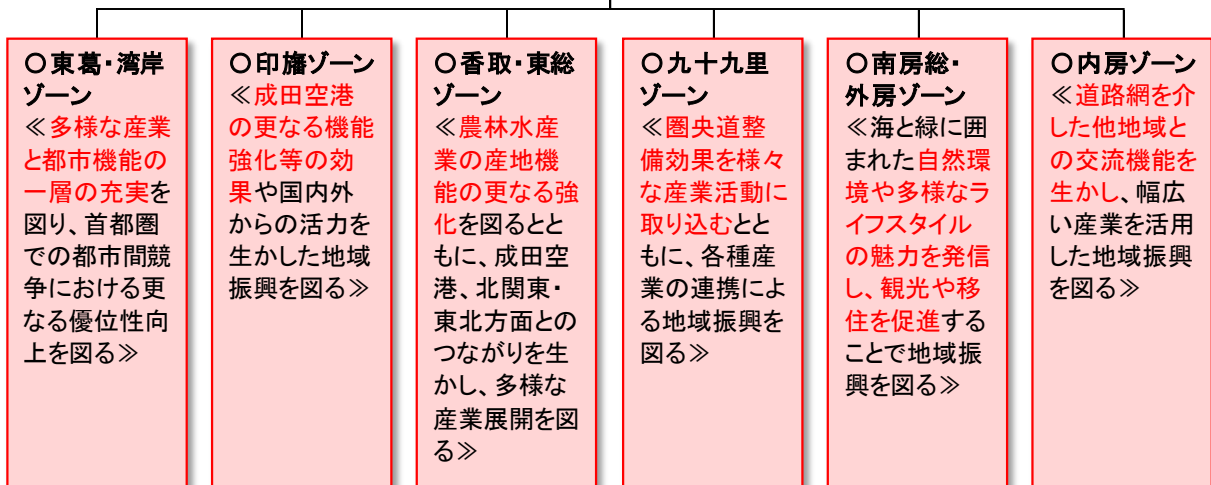 〇東葛・湾岸
ゾーン
≪多様な産業
と都市機能の
一層の充実を
図り、首都圏
での都市間競
争における更
なる優位性向
上を図る≫
〇印旛ゾーン
≪成田空港
の更なる機能
強化等の効
果や国内外
からの活力を
生かした地域
振興を図る≫
〇香取・東総
ゾーン
≪農林水産
業の産地機
能の更なる強
化を図るとと
もに、成田空
港、北関東・
東北方面との
つながりを生
かし、多様な
産業展開を図
る≫
〇九十九里
ゾーン
≪圏央道整
備効果を様々
な産業活動に
取り込むとと
もに、各種産
業の連携によ
る地域振興を
図る≫
〇南房総・
外房ゾーン
≪海と緑に囲
まれた自然環
境や多様なラ
イフスタイル
の魅力を発信
し、観光や移
住を促進する
ことで地域振
興を図る≫
〇内房ゾーン
≪道路網を介
した他地域と
の交流機能を
生かし、幅広
い産業を活用
した地域振興
を図る≫